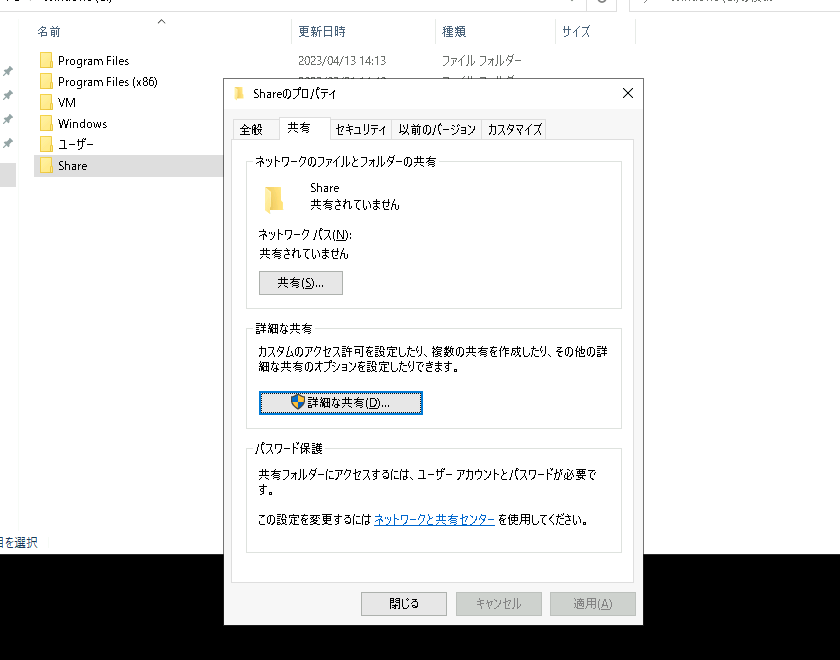 名前 更新日時 種類 サイズ
Program Files 2023/04/13 14:13 ファイル フォルダー
Program Files (x86)
VM
Windows
ユーザー
Share
Shareのプロパティ
全般 共有 セキュリティ 以前のバージョン カスタマイズ
ネットワークのファイルとフォルダーの共有
Share
共有されていません
ネットワーク パス(N):
共有されていません
共有(S)...
詳細な共有
カスタムのアクセス許可を設定したり、複数の共有を作成したり、その他の詳
細な共有のオプションを設定したりできます。
詳細な共有(D)...
パスワード保護
共有フォルダーにアクセスするには、ユーザー アカウントとパスワードが必要で
す。
この設定を変更するには ネットワークと共有センター を使用してください。
を選択
閉じる キャンセル 適用(A)